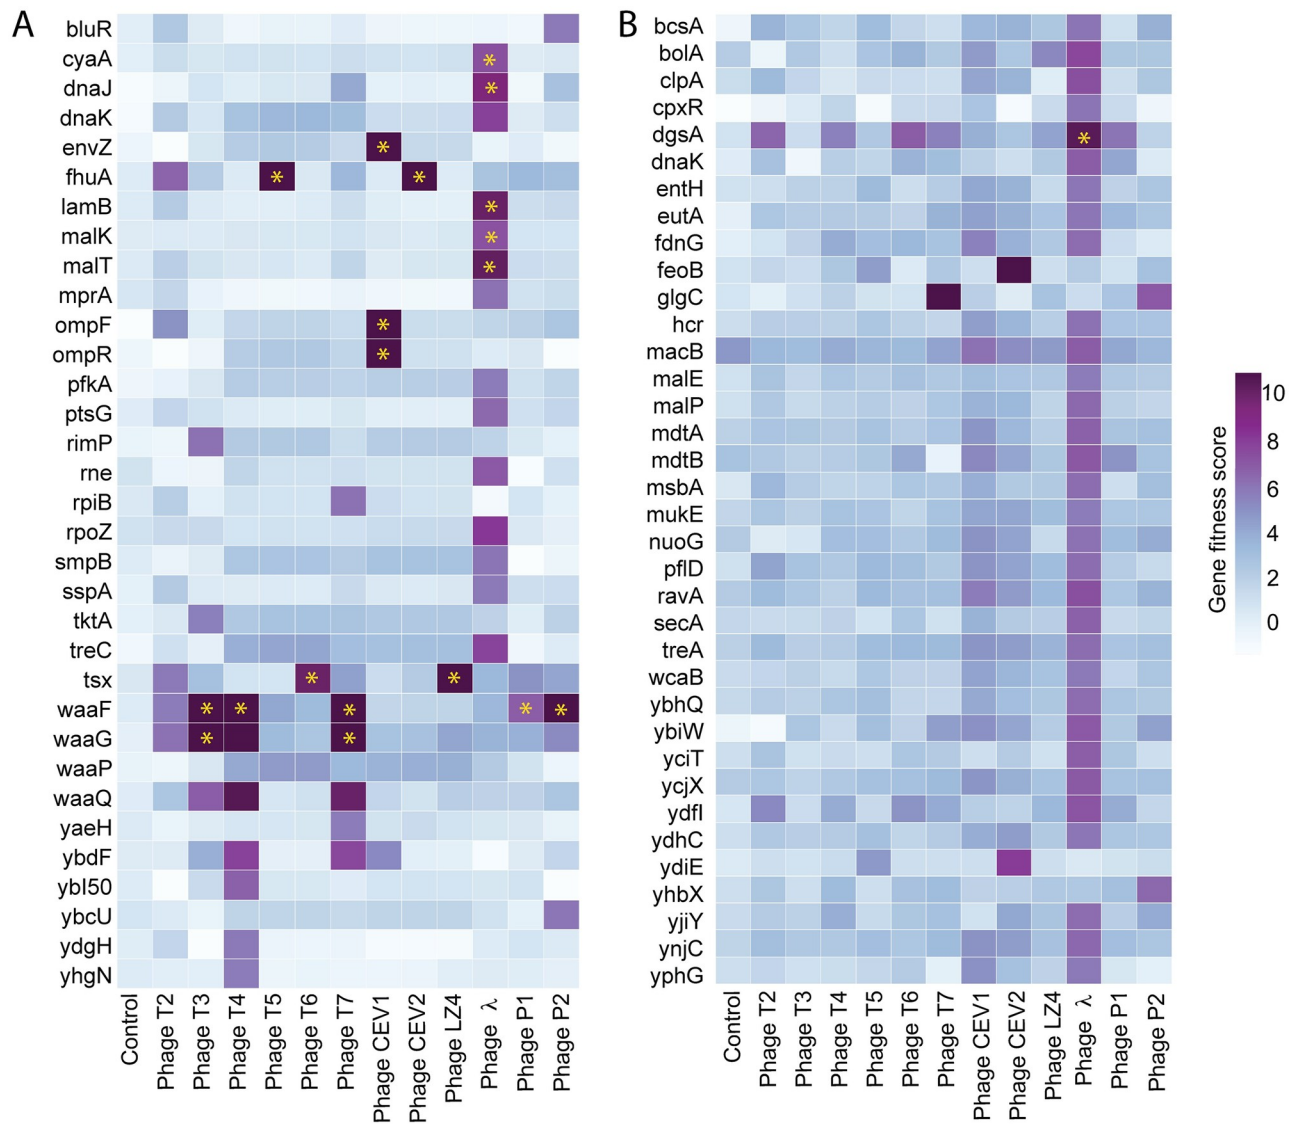 A
bluR
cyaA
dnaJ
dnaK
envZ
fhuA
lamB
malK
malT
mprA
ompF
ompR
pfkA
ptsG
rimP
rne
rpiB
rpoZ
smpB
sspA
tktA
treC
tsx
waaF
waaG
waaP
waaQ
yaeH
ybdF
ybl50
ybcU
ydgH
yhgN
Control
Phage T2
Phage T3
Phage T4
Phage T5
Phage T6
Phage T7
Phage CEV1
Phage CEV2
Phage LZ4
Phage λ
Phage P1
Phage P2
B
bcsA
bolA
clpA
cpxR
dgsA
dnaK
entH
eutA
fdnG
feoB
glgC
hcr
macB
malE
malP
mdtA
mdtB
msbA
mukE
nuoG
pflD
ravA
secA
treA
wcaB
ybhQ
ybiW
yciT
ycjX
ydfI
ydhC
ydiE
yhbX
yjiY
ynjC
yphG
Control
Phage T2
Phage T3
Phage T4
Phage T5
Phage T6
Phage T7
Phage CEV1
Phage CEV2
Phage LZ4
Phage λ
Phage P1
Phage P2
Gene fitness score
10
8
6
4
2
0